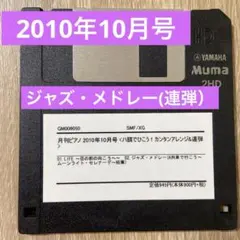 2010年10月号
YAMAHA
Muma
2HD
ジャズ・メドレー(連弾)
SMF/XG
月刊ピアノ 2010年10月号 <八調でひこう！カンタンアレンジ&連弾
>
定価945円(本体900円)